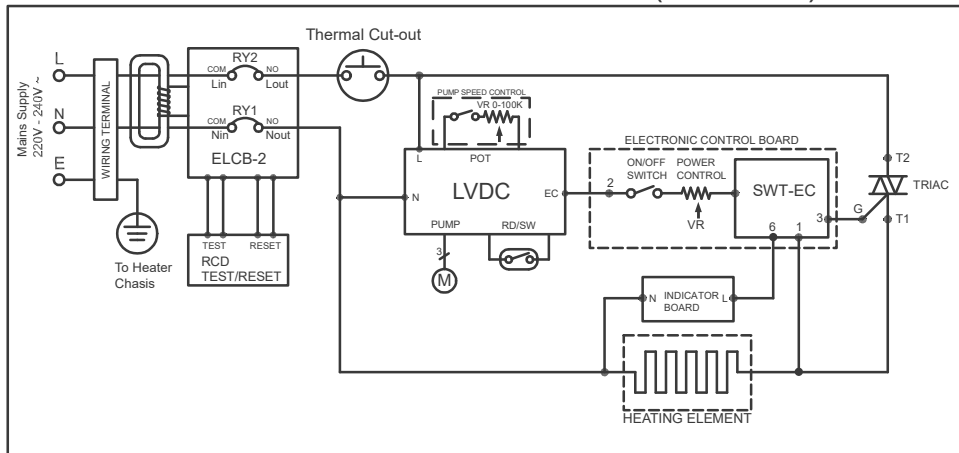 Thermal Cut-out
Mains Supply
220V - 240V ~
L
N
E
WIRING TERMINAL
RY2
COM
NO
Lin
Lout
RY1
COM
NO
Nin
Nout
ELCB-2
TEST
RESET
RCD
TEST/RESET
To Heater
Chasis
PUMP SPEED CONTROL
VR 0-100K
L
POT
LVDC
N
EC
PUMP
RD/SW
3
M
ELECTRONIC CONTROL BOARD
ON/OFF
SWITCH
POWER
CONTROL
2
VR
SWT-EC
3
6
1
G
T2
TRIAC
T1
N
INDICATOR
BOARD
L
HEATING ELEMENT